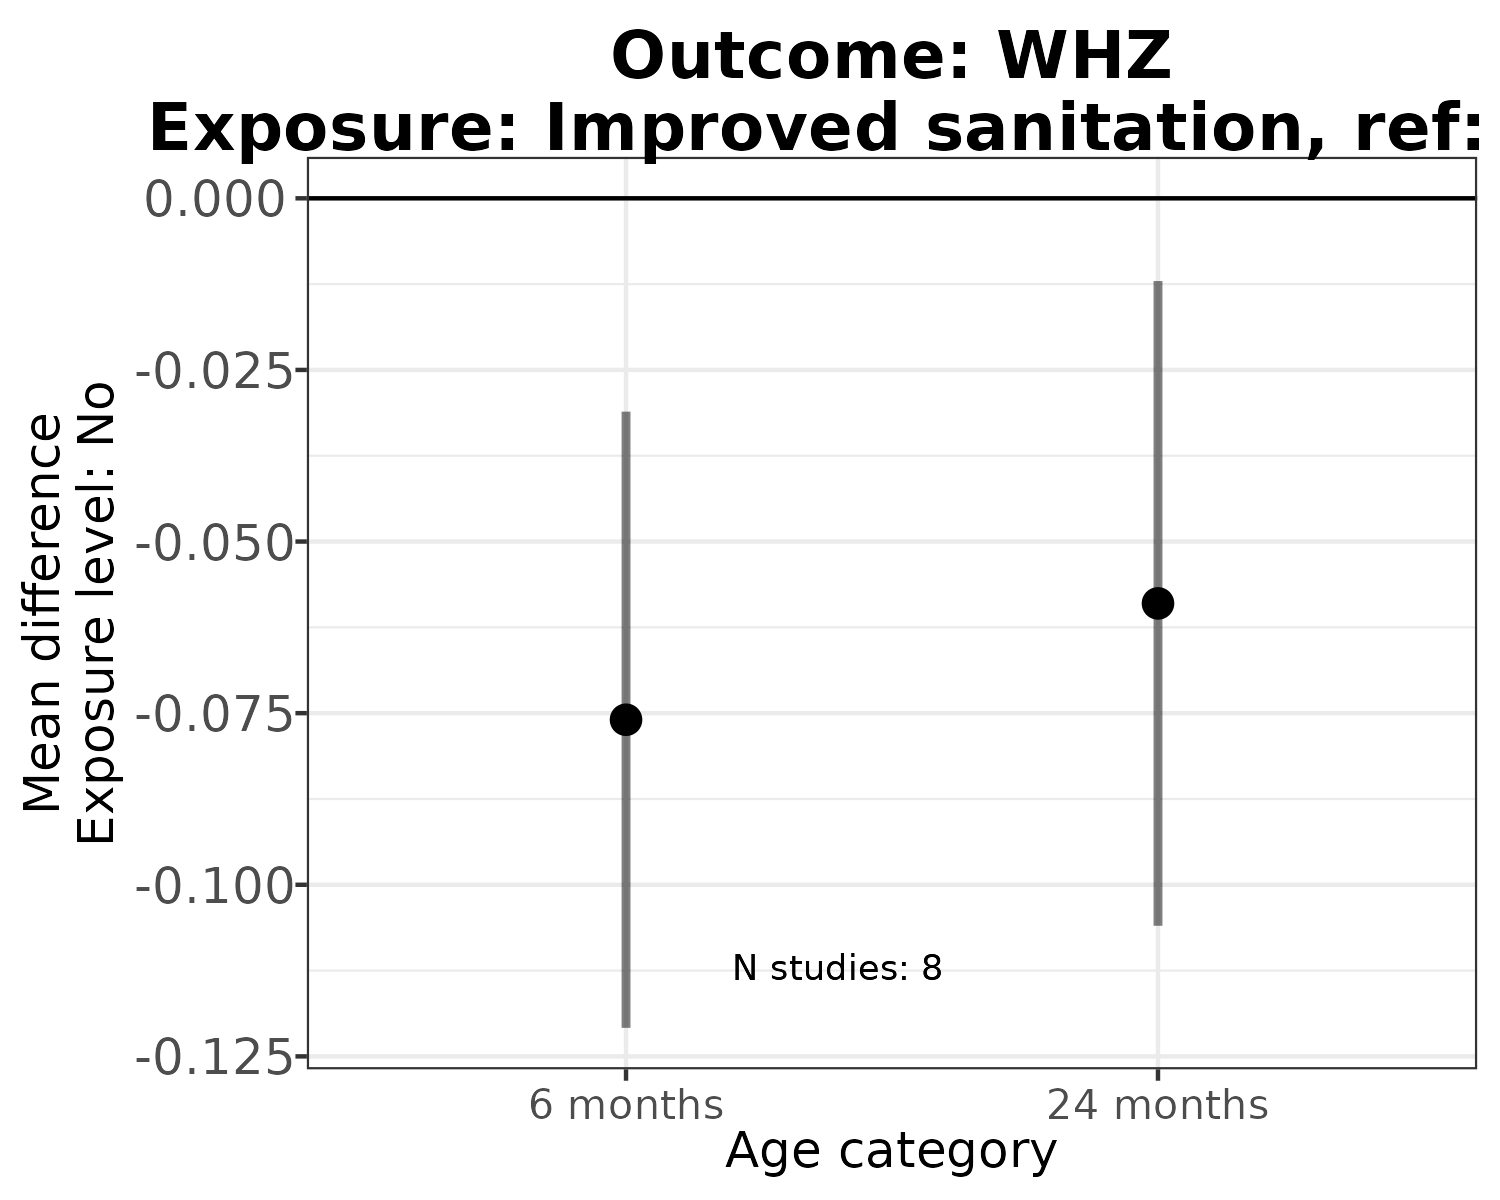 Outcome: WHZ
Exposure: Improved sanitation, ref:
0.000
-0.025
-0.050
-0.075
-0.100
-0.125
Mean difference
Exposure level: No
N studies: 8
6 months
24 months
Age category